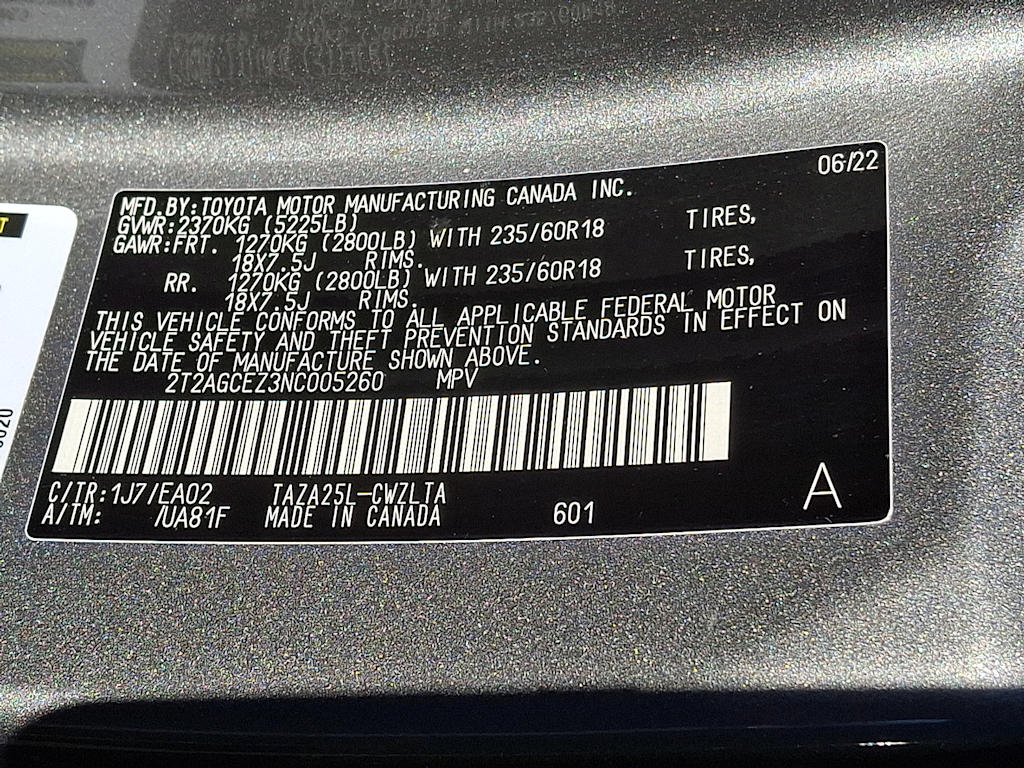 06/22
MFD.BY:TOYOTA MOTOR MANUFACTURING CANADA INC.
GVWR:2370KG (5225LB)
GAWR:FRT. 1270KG (2800LB) WITH 235/60R18 TIRES,
18X7.5J RIMS.
RR. 1270KG (2800LB) WITH 235/60R18 TIRES,
18X7.5J RIMS.
THIS VEHICLE CONFORMS TO ALL APPLICABLE FEDERAL MOTOR
VEHICLE SAFETY AND THEFT PREVENTION STANDARDS IN EFFECT ON
THE DATE OF MANUFACTURE SHOWN ABOVE.
2T2AGCEZ3NC005260 MPV
C/TR:1J7/EA02 TAZA25L-CWZLTA
A/TM: /UA81F MADE IN CANADA 601
A